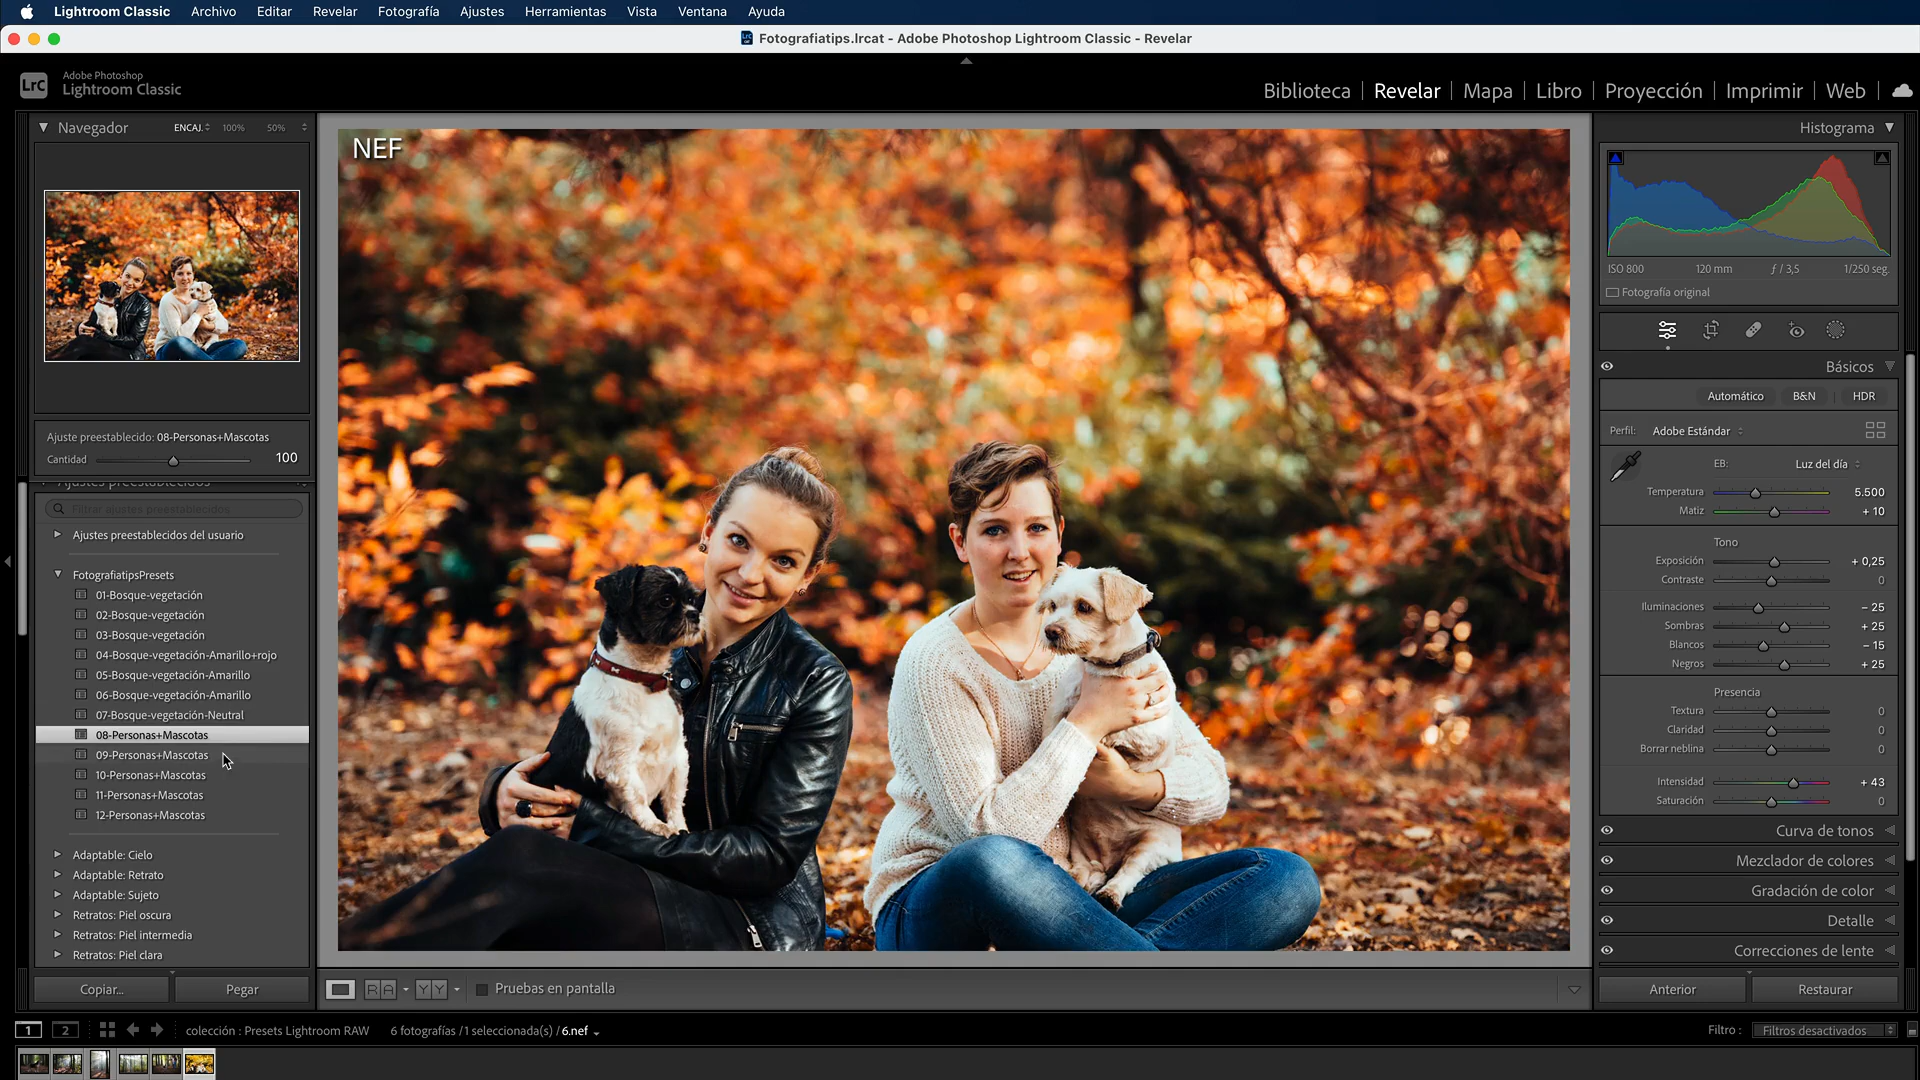 Lightroom Classic Archivo Editar Revelar Fotografía Ajustes Herramientas Vista Ventana Ayuda
Fotografiatips.lrcat - Adobe Photoshop Lightroom Classic - Revelar
LrC
Adobe Photoshop
Lightroom Classic
Biblioteca | Revelar | Mapa | Libro | Proyección | Imprimir | Web |
Navegador ENCAJ. 100% 50%
Ajuste preestablecido: 08-Personas+Mascotas
Cantidad 100
Ajustes preestablecidos
Filtrar ajustes preestablecidos
Ajustes preestablecidos del usuario
FotografiatipsPresets
01-Bosque-vegetación
02-Bosque-vegetación
03-Bosque-vegetación
04-Bosque-vegetación-Amarillo+rojo
05-Bosque-vegetación-Amarillo
06-Bosque-vegetación-Amarillo
07-Bosque-vegetación-Neutral
08-Personas+Mascotas
09-Personas+Mascotas
10-Personas+Mascotas
11-Personas+Mascotas
12-Personas+Mascotas
Adaptable: Cielo
Adaptable: Retrato
Adaptable: Sujeto
Retratos: Piel oscura
Retratos: Piel intermedia
Retratos: Piel clara
Copiar... Pegar
NEF
R A Y Y Pruebas en pantalla
Histograma
ISO 800 120 mm ƒ / 3,5 1/250 seg.
Fotografía original
Básicos
Automático B&N HDR
Perfil: Adobe Estándar
EB: Luz del día
Temperatura 5.500
Matiz + 10
Tono
Exposición + 0,25
Contraste 0
Iluminaciones – 25
Sombras + 25
Blancos – 15
Negros + 25
Presencia
Textura 0
Claridad 0
Borrar neblina 0
Intensidad + 43
Saturación 0
Curva de tonos
Mezclador de colores
Gradación de color
Detalle
Correcciones de lente
Anterior Restaurar
1 2 colección : Presets Lightroom RAW 6 fotografías /1 seleccionada(s) /6.nef Filtro : Filtros desactivados